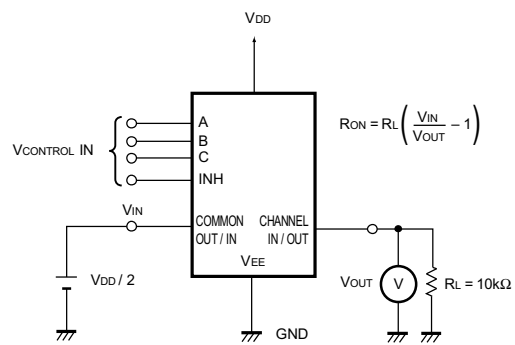 VDD
A
B
C
INH
VCONTROL IN
RON = RL ( VIN / VOUT – 1 )
VIN
COMMON OUT / IN
CHANNEL IN / OUT
VEE
VDD / 2
VOUT
V
RL = 10kΩ
GND